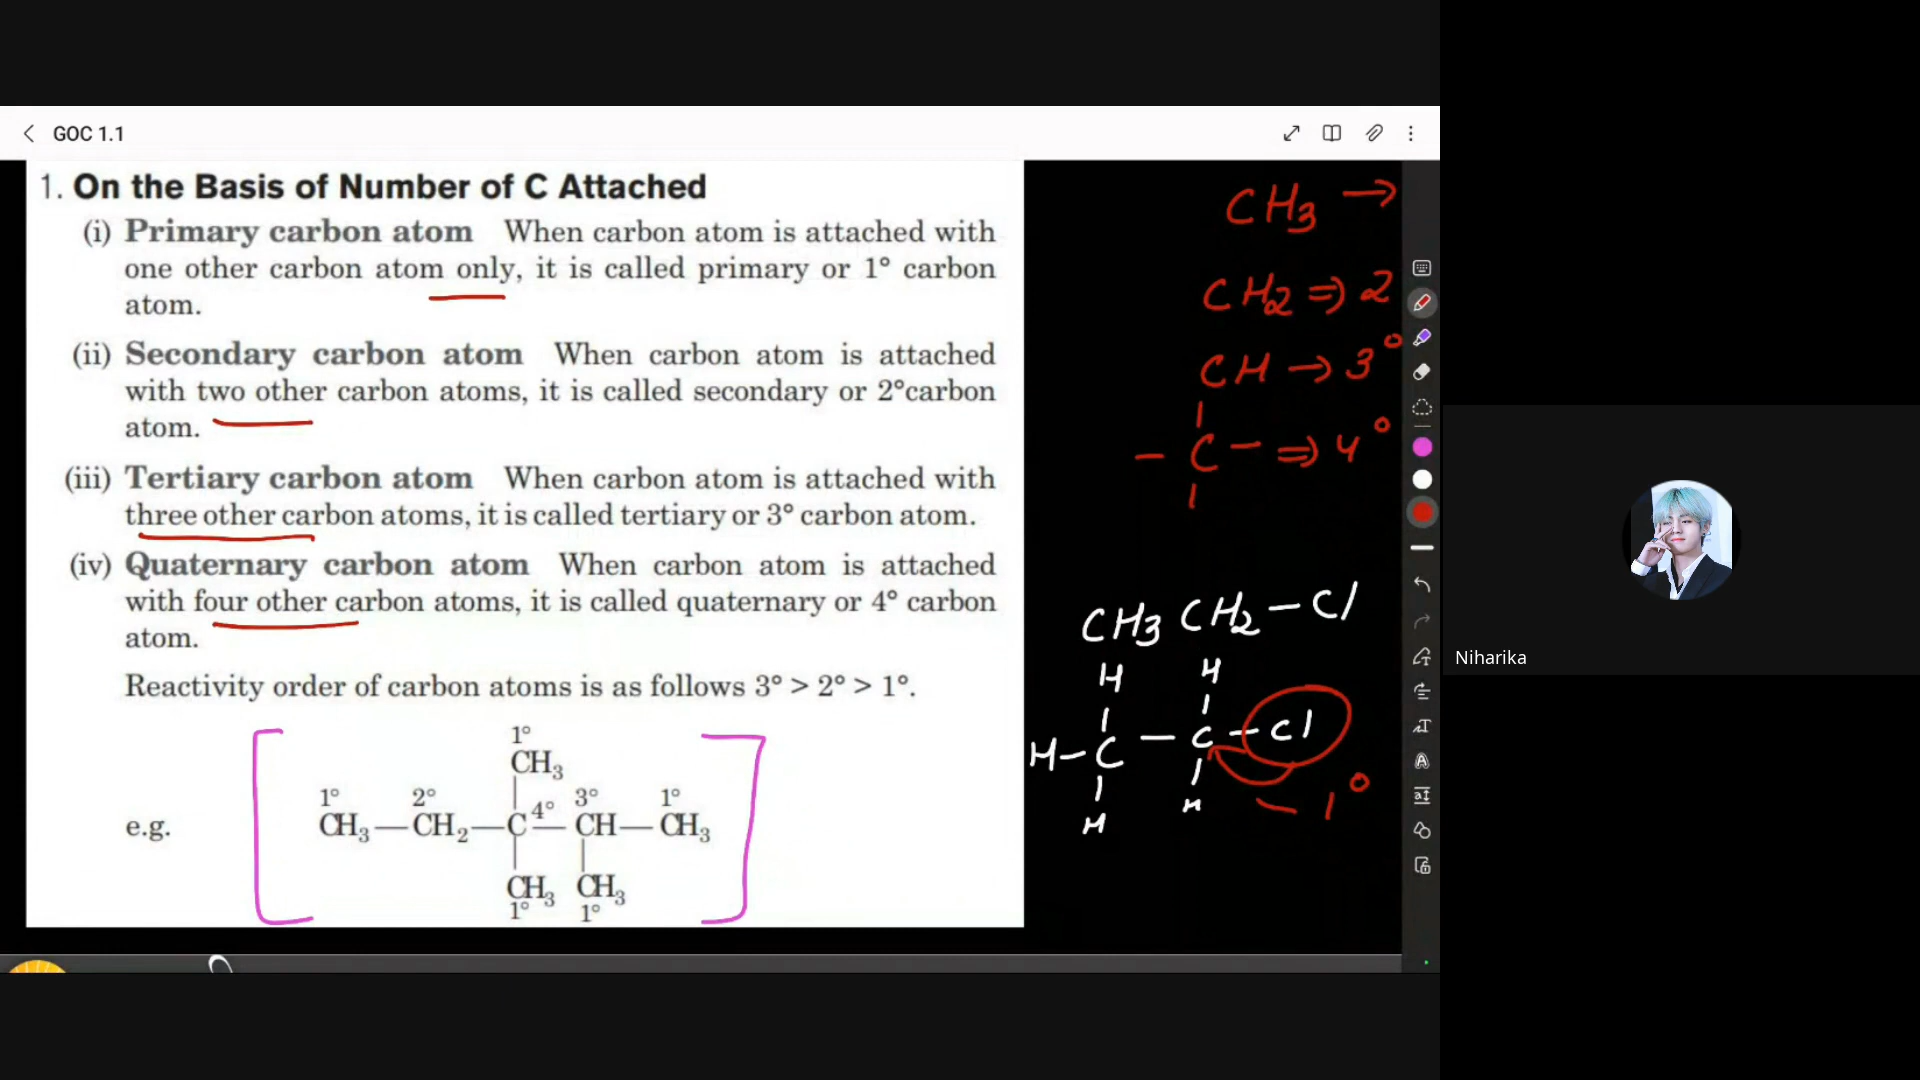 GOC 1.1
1. On the Basis of Number of C Attached
(i) Primary carbon atom When carbon atom is attached with
one other carbon atom only, it is called primary or 1° carbon
atom.
(ii) Secondary carbon atom When carbon atom is attached
with two other carbon atoms, it is called secondary or 2°carbon
atom.
(iii) Tertiary carbon atom When carbon atom is attached with
three other carbon atoms, it is called tertiary or 3° carbon atom.
(iv) Quaternary carbon atom When carbon atom is attached
with four other carbon atoms, it is called quaternary or 4° carbon
atom.
Reactivity order of carbon atoms is as follows 3° > 2° > 1°.
1°
CH₃
1° 2° 4° 3° 1°
e.g. CH₃—CH₂—C—CH—CH₃
CH₃ CH₃
1° 1°
CH₃ →
CH₂ ⇒ 2
CH → 3°
– C – ⇒ 4°
CH₃ CH₂ – Cl
H H
H – C – C – Cl
H H
– 1°
Niharika